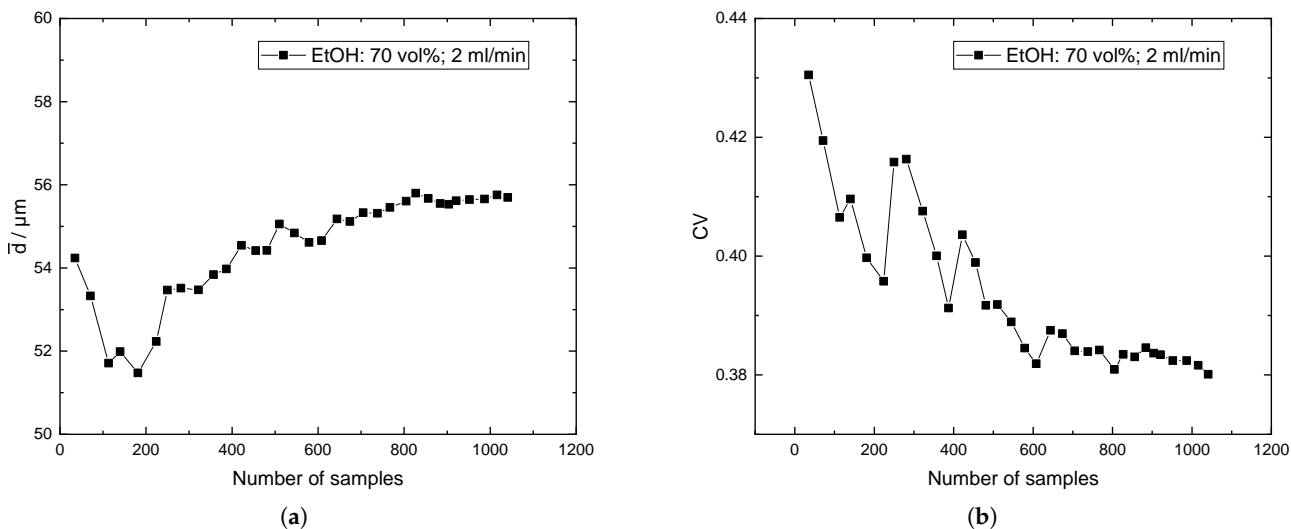 60
58
56
54
52
50
d / µm
EtOH: 70 vol%; 2 ml/min
0 200 400 600 800 1000 1200
Number of samples
(a)
0.44
0.42
0.40
0.38
CV
EtOH: 70 vol%; 2 ml/min
0 200 400 600 800 1000 1200
Number of samples
(b)